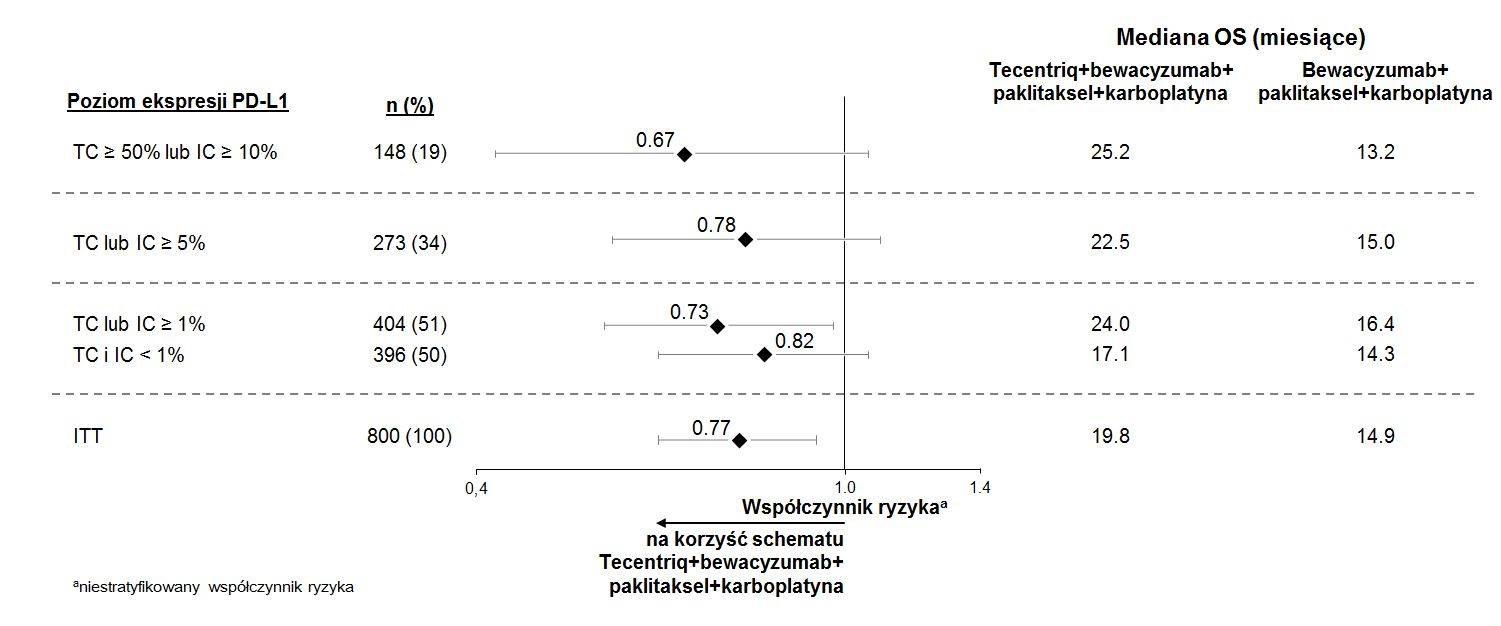 Mediana OS (miesiące)
Tecentriq+bewacyzumab+ Bewacyzumab+
paklitaksel+karboplatyna paklitaksel+karboplatyna
Poziom ekspresji PD-L1 n (%)
TC ≥ 50% lub IC ≥ 10% 148 (19) 0.67 25.2 13.2
TC lub IC ≥ 5% 273 (34) 0.78 22.5 15.0
TC lub IC ≥ 1% 404 (51) 0.73 24.0 16.4
TC i IC < 1% 396 (50) 0.82 17.1 14.3
ITT 800 (100) 0.77 19.8 14.9
0,4 1.0 1.4
Współczynnik ryzykaᵃ
na korzyść schematu
Tecentriq+bewacyzumab+
paklitaksel+karboplatyna
ᵃniestratyfikowany współczynnik ryzyka